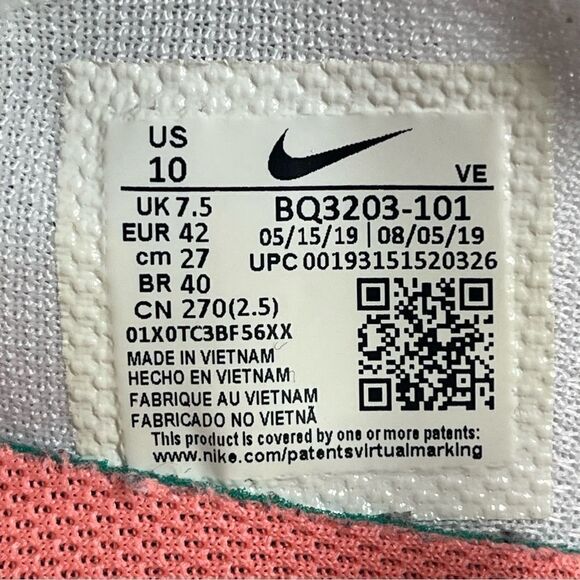 US
10
VE
UK 7.5
BQ3203-101
EUR 42
05/15/19 | 08/05/19
cm 27
UPC 00193151520326
BR 40
CN 270(2.5)
01X0TC3BF56XX
MADE IN VIETNAM
HECHO EN VIETNAM
FABRIQUE AU VIETNAM
FABRICADO NO VIETNÃ
This product is covered by one or more patents:
www.nike.com/patentsvirtualmarking